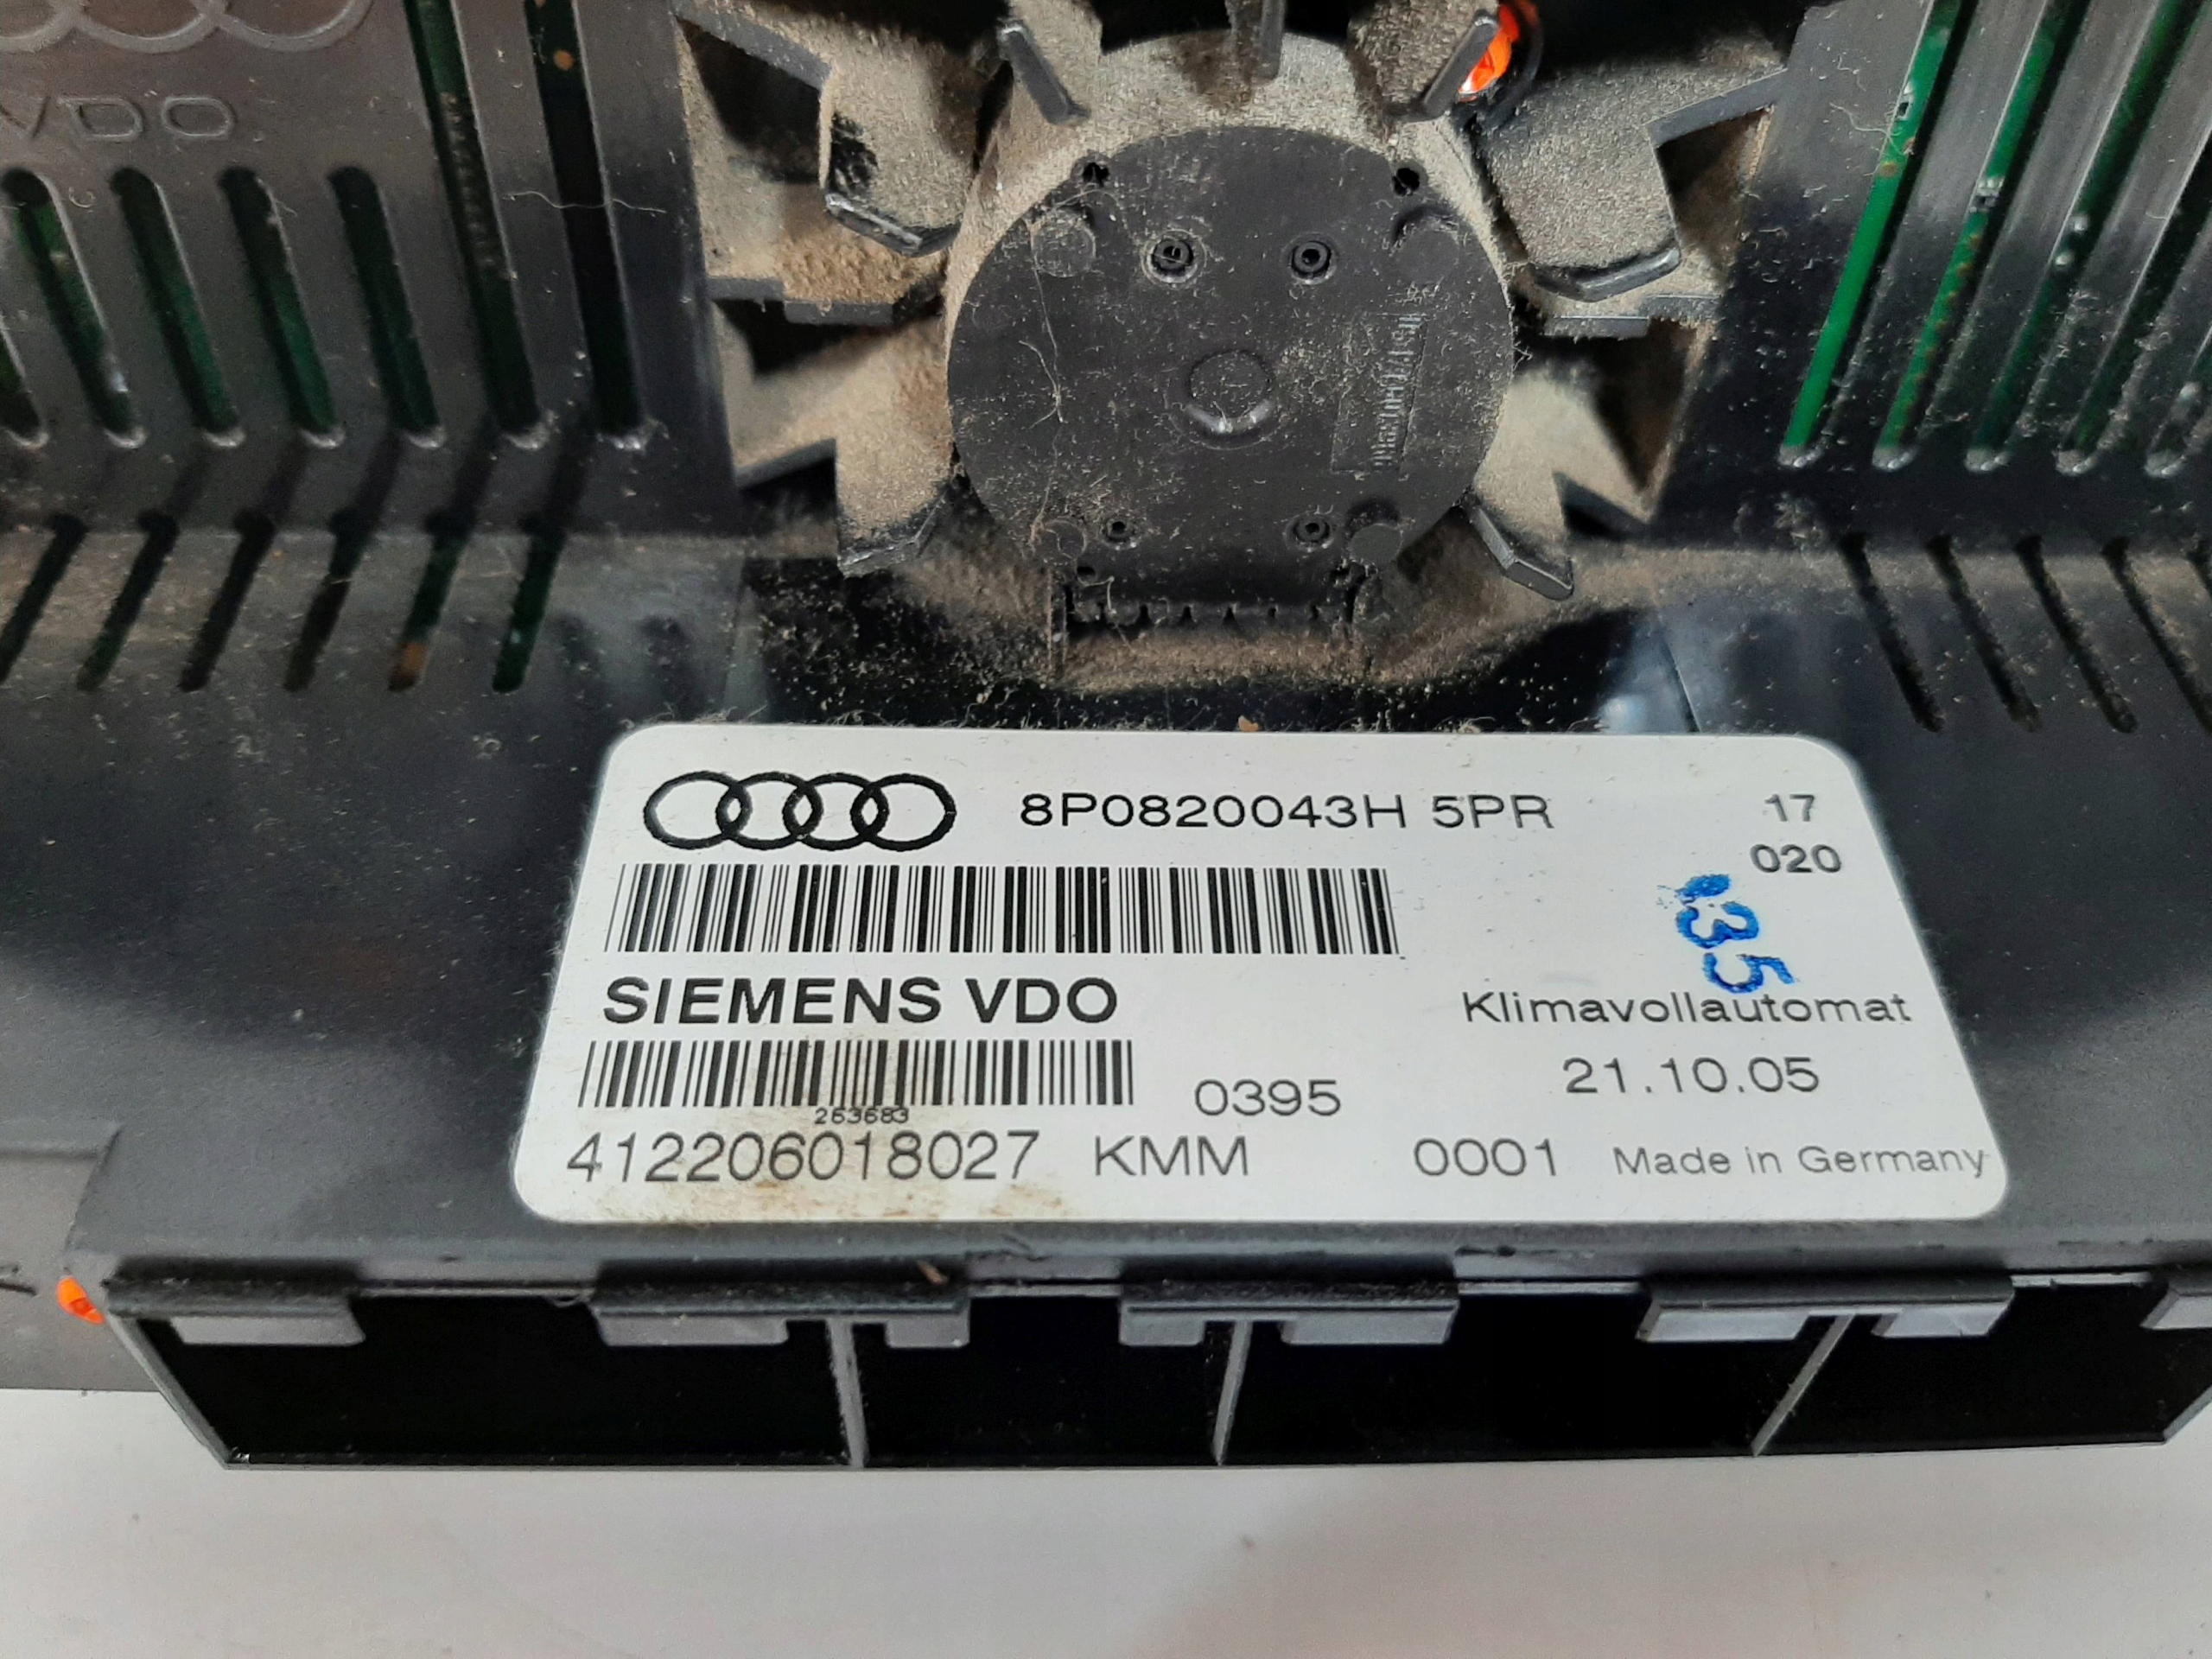 VDO
8P0820043H 5PR
17
020
35
SIEMENS VDO
Klimavollautomat
21.10.05
0395
263683
412206018027 KMM
0001
Made in Germany